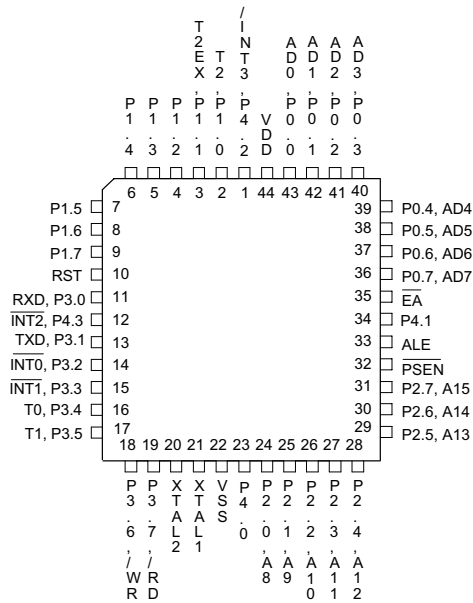 T2EX, P1.1
T2, P1.0
/INT3, P4.2
AD0, P0.0
AD1, P0.1
AD2, P0.2
AD3, P0.3
P1.4
P1.3
P1.2
VDD
6 5 4 3 2 1 44 43 42 41 40
P1.5 7
P1.6 8
P1.7 9
RST 10
RXD, P3.0 11
INT2, P4.3 12
TXD, P3.1 13
INT0, P3.2 14
INT1, P3.3 15
T0, P3.4 16
T1, P3.5 17
39 P0.4, AD4
38 P0.5, AD5
37 P0.6, AD6
36 P0.7, AD7
35 EA
34 P4.1
33 ALE
32 PSEN
31 P2.7, A15
30 P2.6, A14
29 P2.5, A13
18 19 20 21 22 23 24 25 26 27 28
P3.6, /WR
P3.7, /RD
XTAL2
XTAL1
VSS
P4.0
P2.0, A8
P2.1, A9
P2.2, A10
P2.3, A11
P2.4, A12